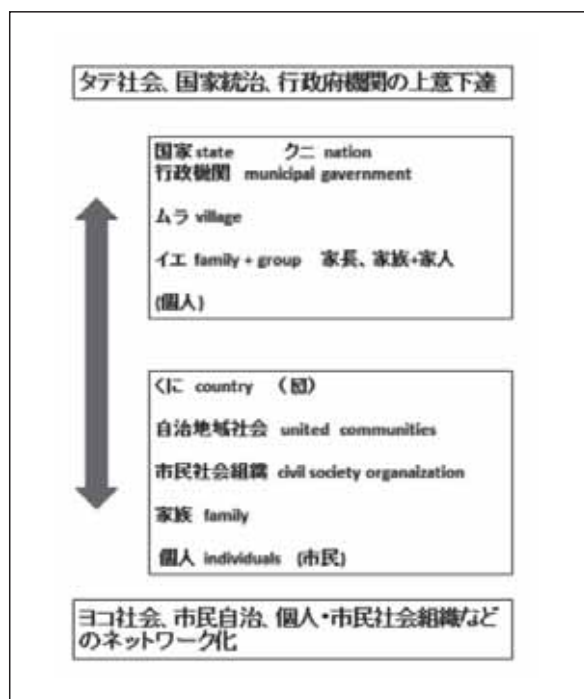 タテ社会、国家統治、行政府機関の上意下達
国家 state クニ nation
行政機関 municipal gavernment
ムラ village
イエ family + group 家長、家族+家人
(個人)
くに country (圀)
自治地域社会 united communities
市民社会組織 civil society organaization
家族 family
個人 individuals (市民)
ヨコ社会、市民自治、個人・市民社会組織など
のネットワーク化